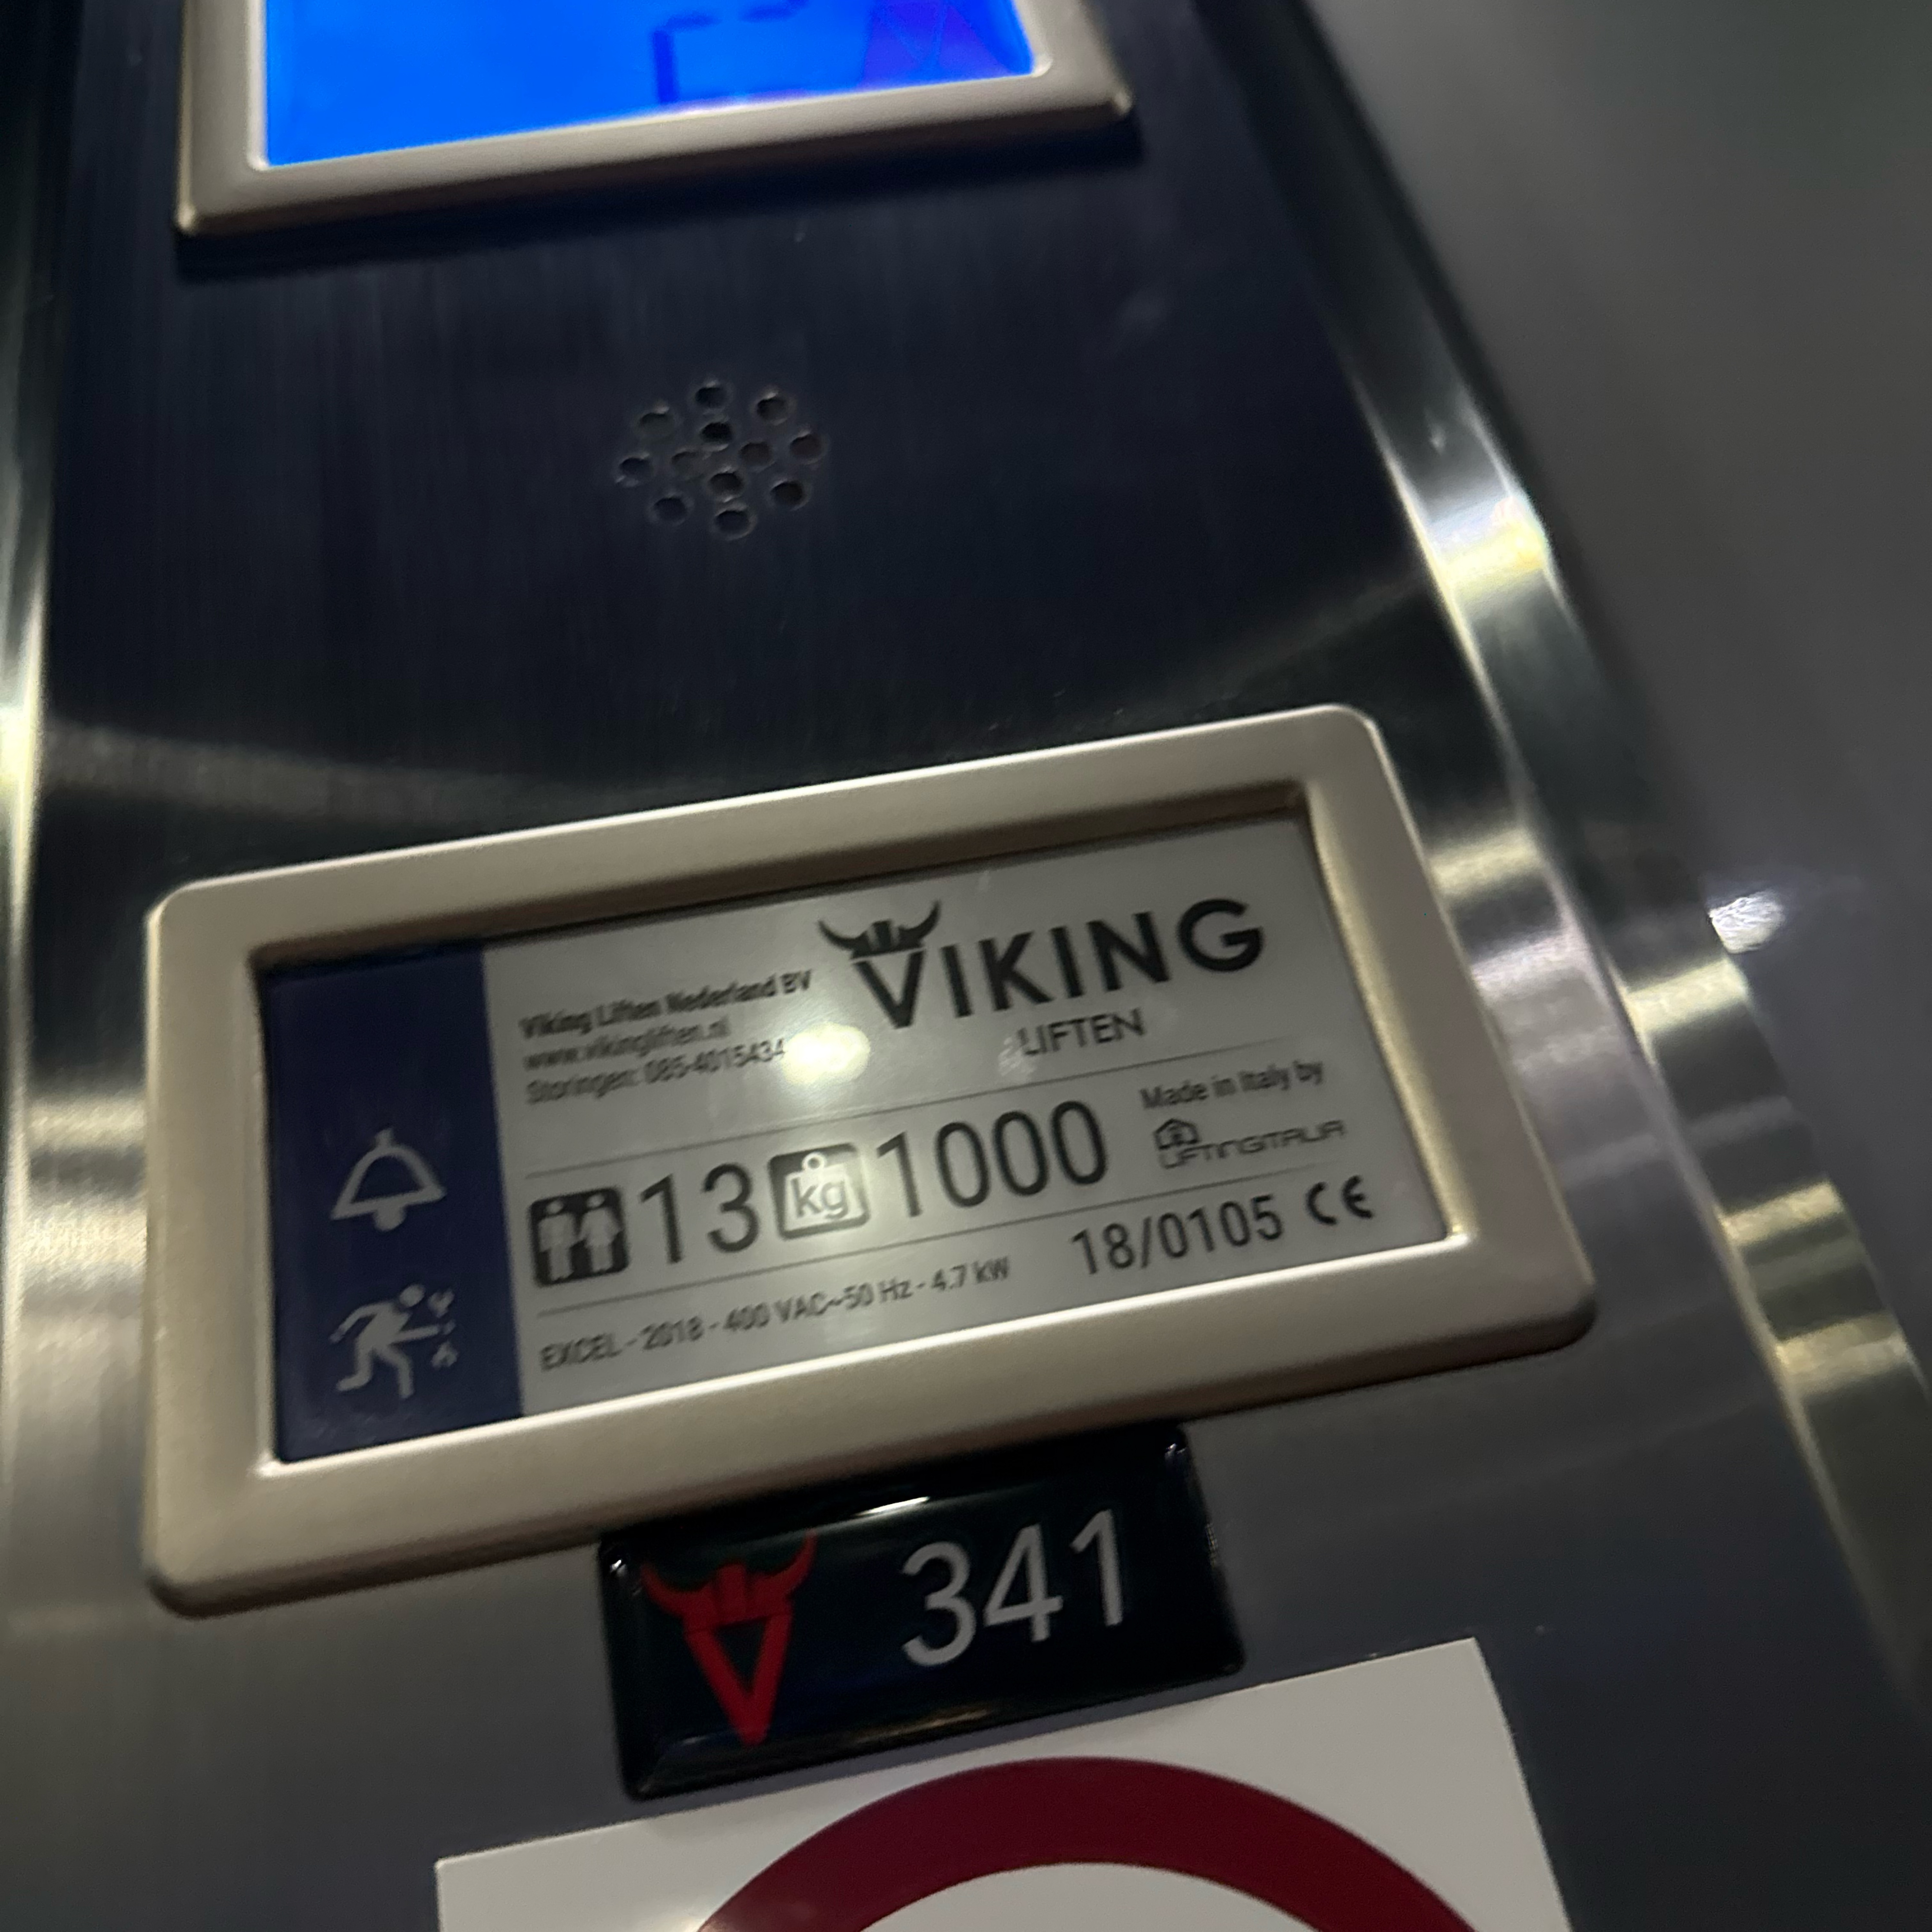 Viking Liften Nederland BV
www.vikingliften.nl
Storingen: 085-4015434
VIKING
LIFTEN
13 kg 1000
Made in Italy by
LIFTINGITALIA
EXCEL - 2018 - 400 VAC~50 Hz - 4.7 kW
18/0105 CE
341